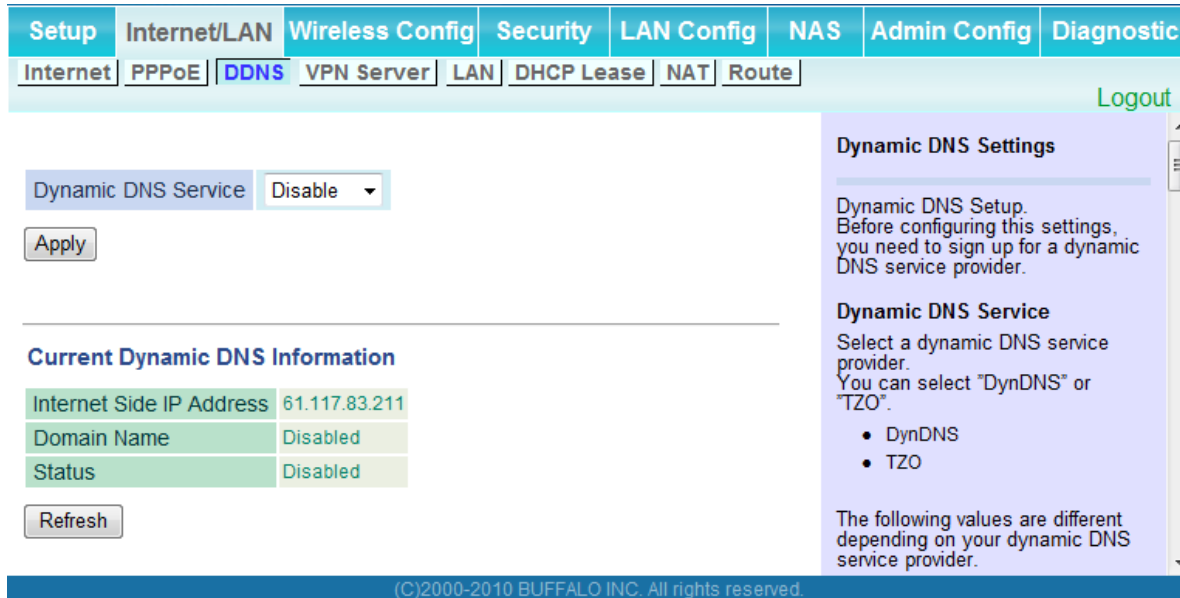 Setup Internet/LAN Wireless Config Security LAN Config NAS Admin Config Diagnostic
Internet PPPoE DDNS VPN Server LAN DHCP Lease NAT Route
Logout
Dynamic DNS Service Disable
Apply
Current Dynamic DNS Information
Internet Side IP Address 61.117.83.211
Domain Name Disabled
Status Disabled
Refresh
Dynamic DNS Settings
Dynamic DNS Setup.
Before configuring this settings,
you need to sign up for a dynamic
DNS service provider.
Dynamic DNS Service
Select a dynamic DNS service
provider.
You can select ”DynDNS” or
”TZO”.
• DynDNS
• TZO
The following values are different
depending on your dynamic DNS
service provider.
(C)2000-2010 BUFFALO INC. All rights reserved.